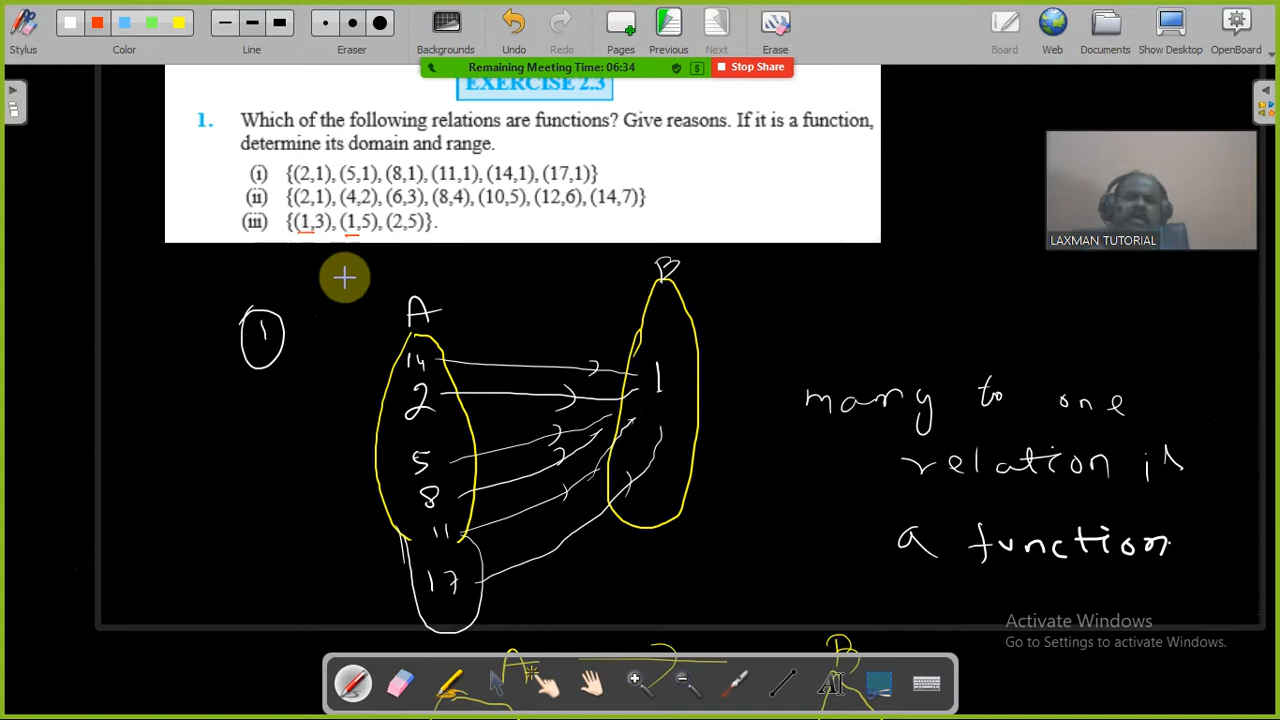 Stylus Color Line Eraser Backgrounds Undo Redo Pages Previous Next Erase Board Web Documents Show Desktop OpenBoard
Remaining Meeting Time: 06:34 Stop Share
EXERCISE 2.3
1. Which of the following relations are functions? Give reasons. If it is a function,
determine its domain and range.
(i) {(2,1), (5,1), (8,1), (11,1), (14,1), (17,1)}
(ii) {(2,1), (4,2), (6,3), (8,4), (10,5), (12,6), (14,7)}
(iii) {(1,3), (1,5), (2,5)}.
LAXMAN TUTORIAL
B
1
A
14
2
5
8
11
17
1
many to one
relation is
a function
Activate Windows
Go to Settings to activate Windows.
A B